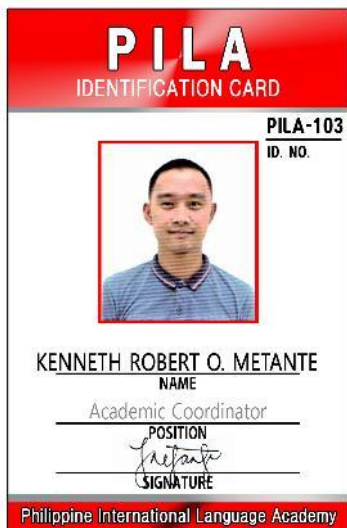 PILA
IDENTIFICATION CARD
PILA-103
ID. NO.
KENNETH ROBERT O. METANTE
NAME
Academic Coordinator
POSITION
SIGNATURE
Philippine International Language Academy